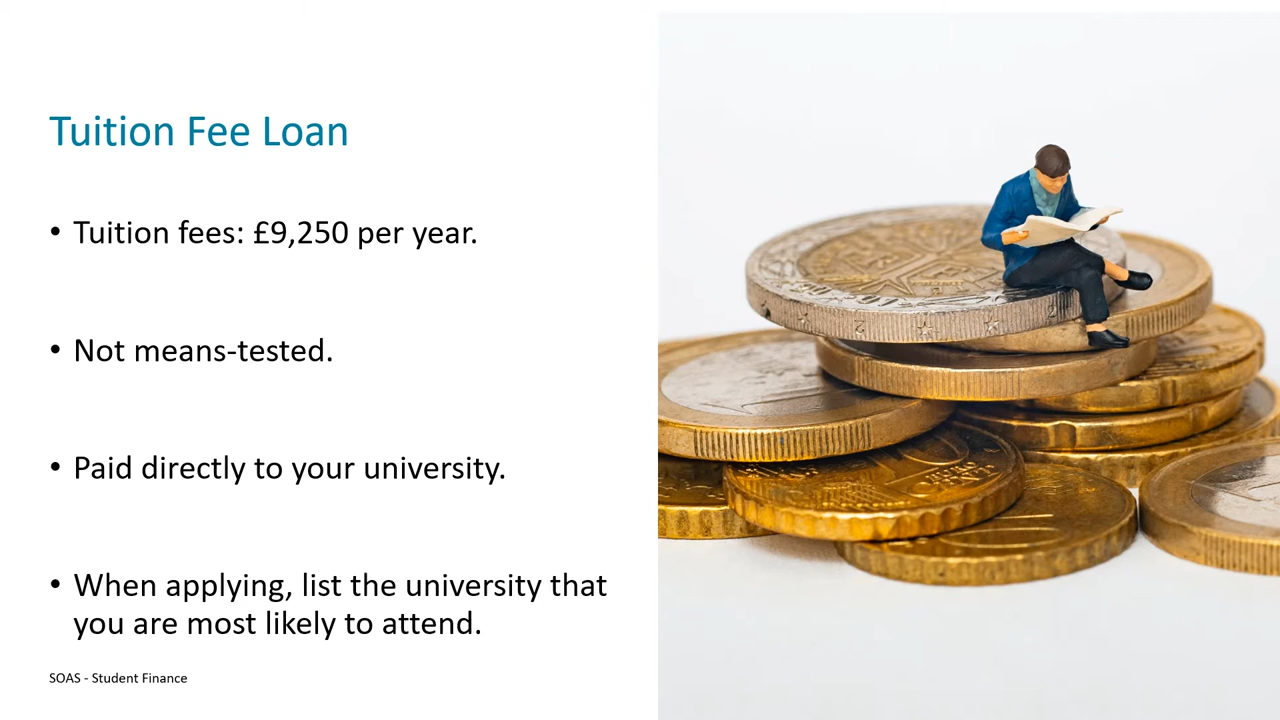 Tuition Fee Loan
• Tuition fees: £9,250 per year.
• Not means-tested.
• Paid directly to your university.
• When applying, list the university that
you are most likely to attend.
SOAS - Student Finance